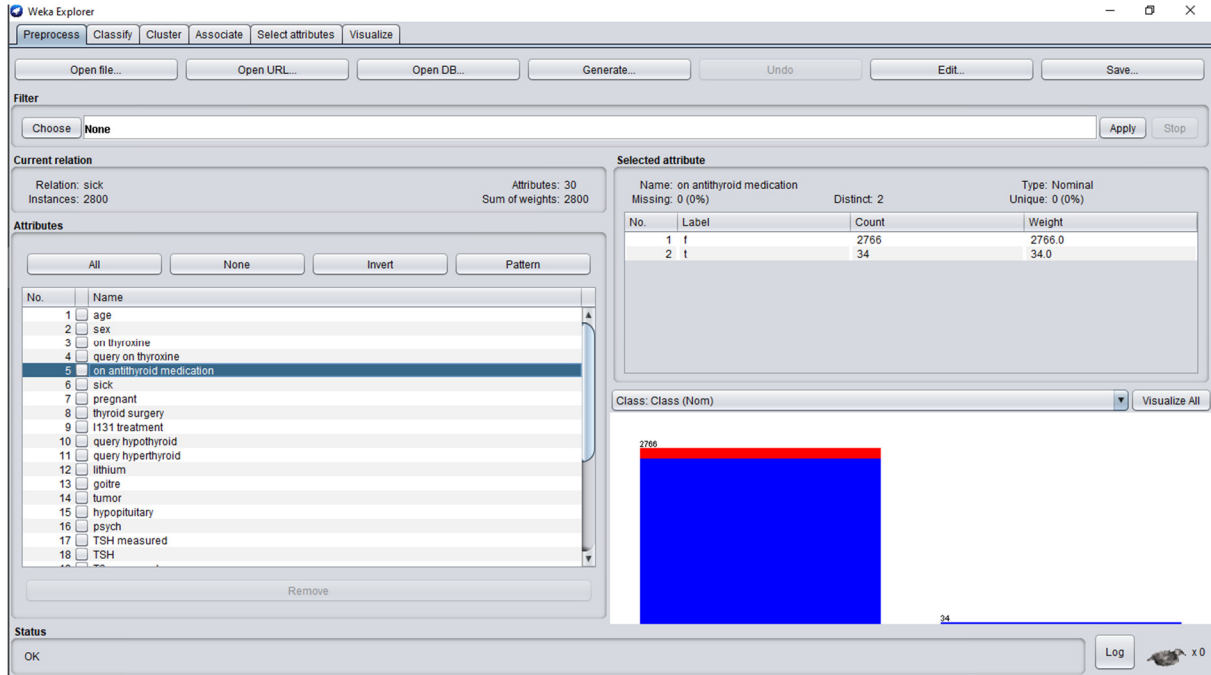 Weka Explorer
Preprocess Classify Cluster Associate Select attributes Visualize
Open file... Open URL... Open DB... Generate... Undo Edit... Save...
Filter
Choose None Apply Stop
Current relation
Relation: sick Attributes: 30
Instances: 2800 Sum of weights: 2800
Attributes
All None Invert Pattern
No. Name
1 age
2 sex
3 on thyroxine
4 query on thyroxine
5 on antithyroid medication
6 sick
7 pregnant
8 thyroid surgery
9 I131 treatment
10 query hypothyroid
11 query hyperthyroid
12 lithium
13 goitre
14 tumor
15 hypopituitary
16 psych
17 TSH measured
18 TSH
Remove
Selected attribute
Name: on antithyroid medication Type: Nominal
Missing: 0 (0%) Distinct: 2 Unique: 0 (0%)
No. Label Count Weight
1 f 2766 2766.0
2 t 34 34.0
Class: Class (Nom) Visualize All
2766
34
Status
OK Log x 0